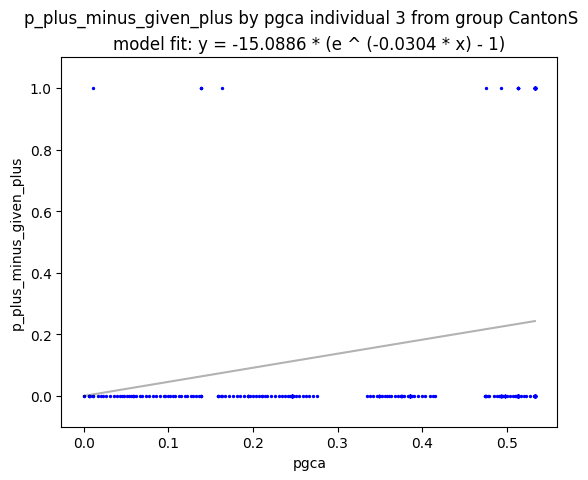 p_plus_minus_given_plus by pgca individual 3 from group CantonS
model fit: y = -15.0886 * (e ^ (-0.0304 * x) - 1)
p_plus_minus_given_plus
1.0
0.8
0.6
0.4
0.2
0.0
0.0 0.1 0.2 0.3 0.4 0.5
pgca